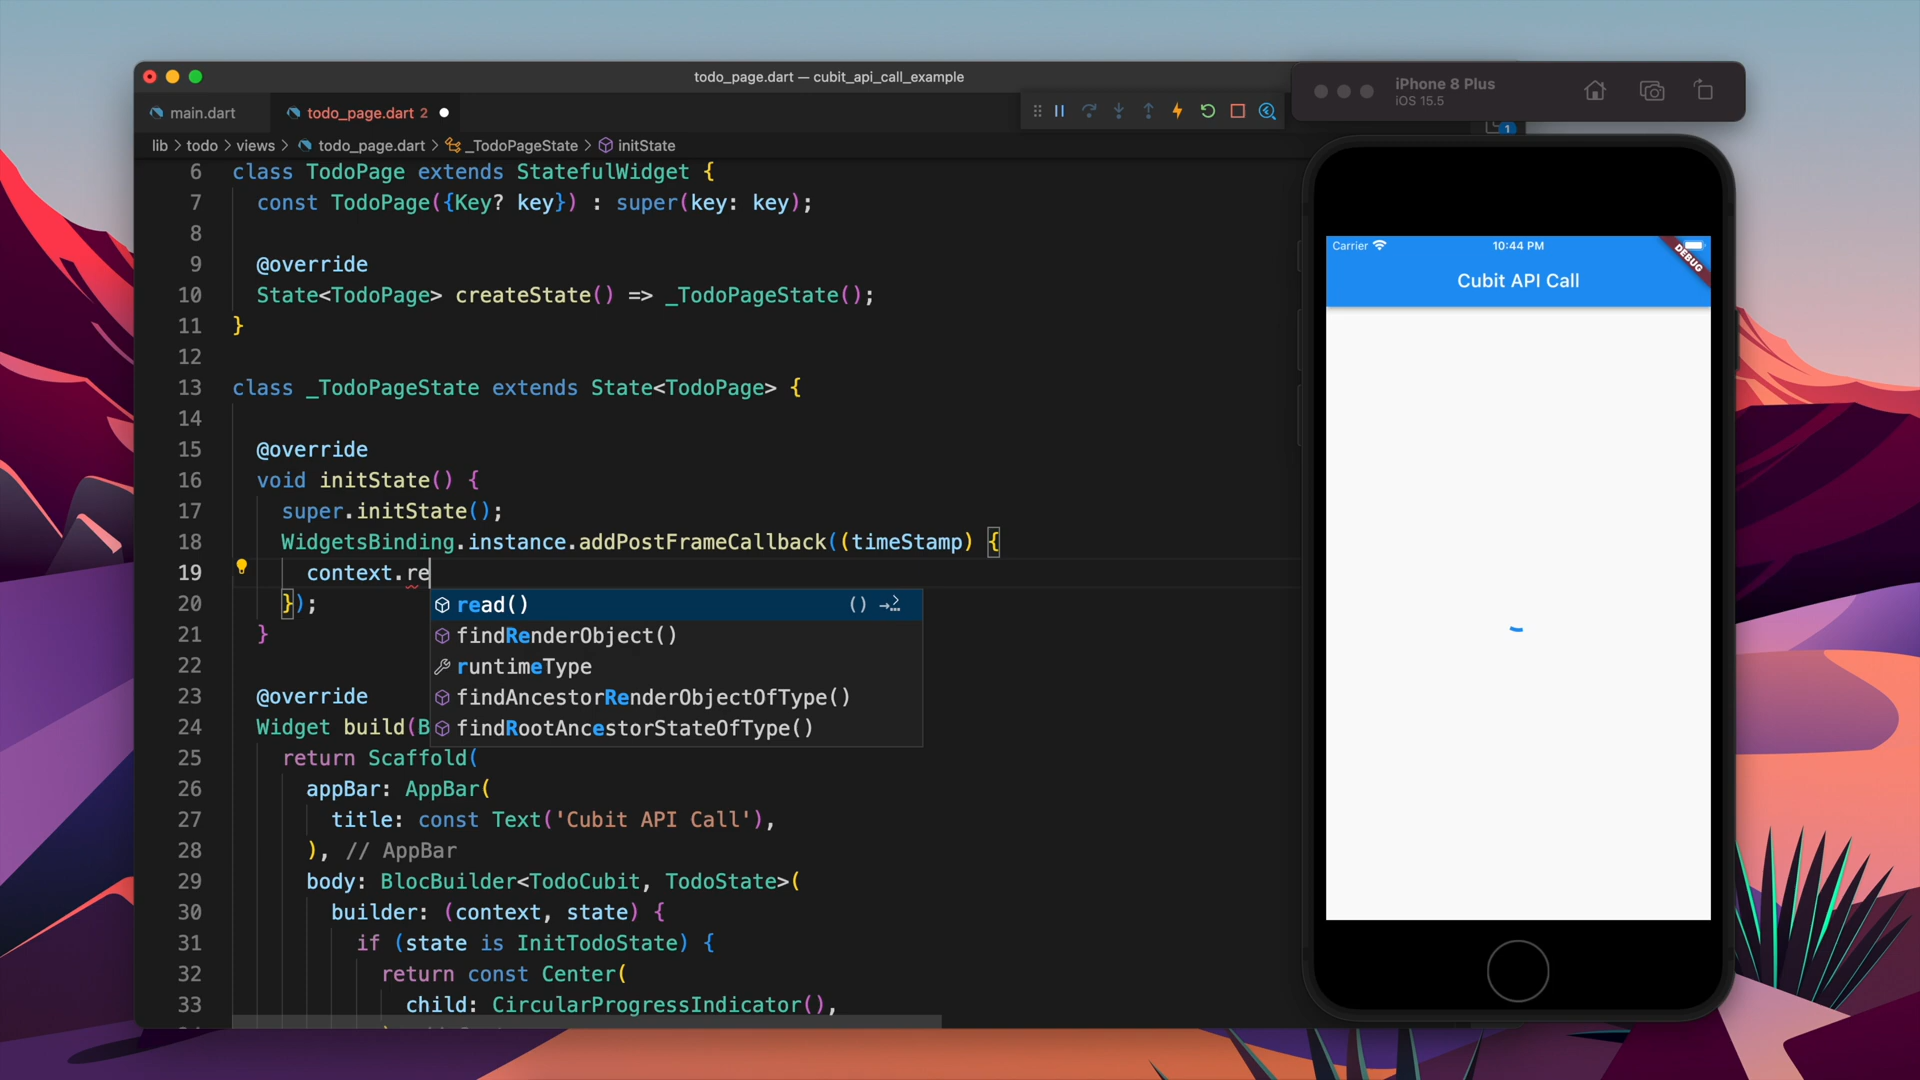 todo_page.dart — cubit_api_call_example
main.dart
todo_page.dart 2
lib > todo > views > todo_page.dart > _TodoPageState > initState
6 class TodoPage extends StatefulWidget {
7 const TodoPage({Key? key}) : super(key: key);
8
9 @override
10 State<TodoPage> createState() => _TodoPageState();
11 }
12
13 class _TodoPageState extends State<TodoPage> {
14
15 @override
16 void initState() {
17 super.initState();
18 WidgetsBinding.instance.addPostFrameCallback((timeStamp) {
19 context.re
20 });
21 }
22
23 @override
24 Widget build(B
25 return Scaffold(
26 appBar: AppBar(
27 title: const Text('Cubit API Call'),
28 ), // AppBar
29 body: BlocBuilder<TodoCubit, TodoState>(
30 builder: (context, state) {
31 if (state is InitTodoState) {
32 return const Center(
33 child: CircularProgressIndicator(),
read() ()
findRenderObject()
runtimeType
findAncestorRenderObjectOfType()
findRootAncestorStateOfType()
1
iPhone 8 Plus
iOS 15.5
Carrier 10:44 PM
DEBUG
Cubit API Call